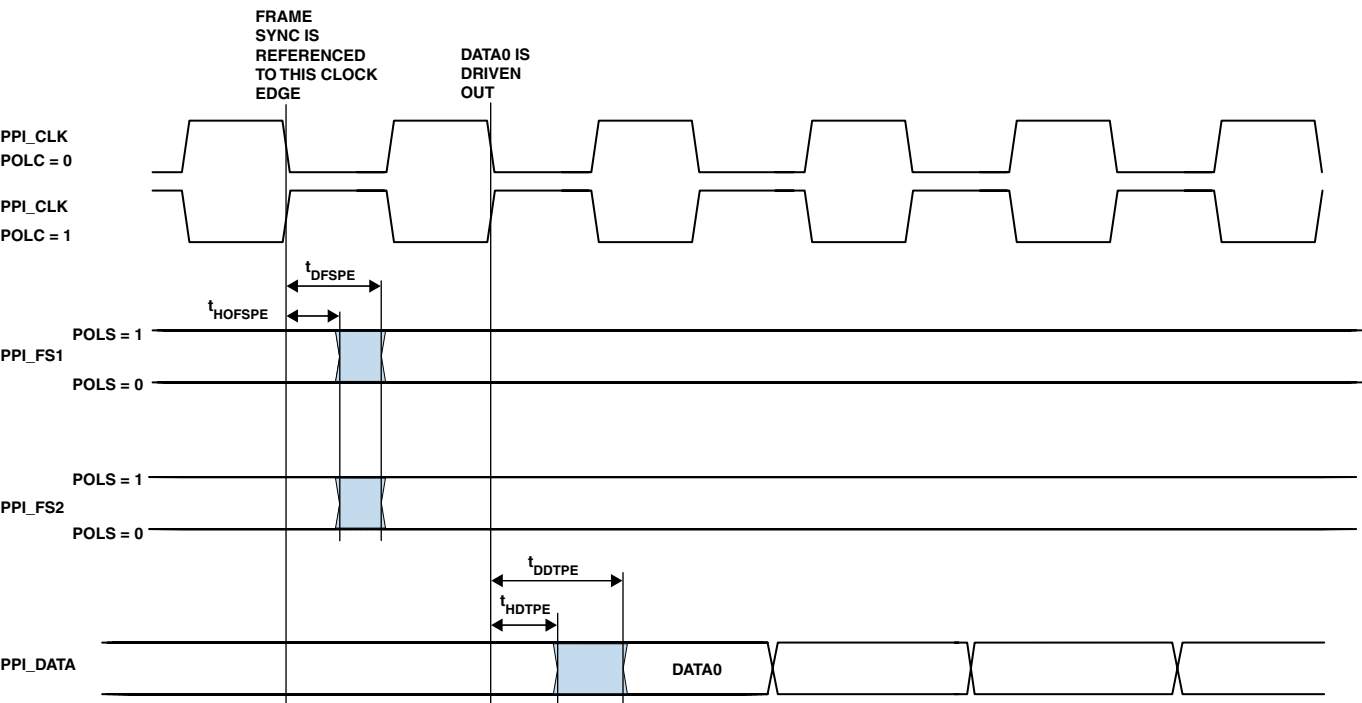 FRAME
SYNC IS
REFERENCED
TO THIS CLOCK
EDGE
DATA0 IS
DRIVEN
OUT
PPI_CLK
POLC = 0
PPI_CLK
POLC = 1
tDFSPE
tHOFSPE
POLS = 1
PPI_FS1
POLS = 0
POLS = 1
PPI_FS2
POLS = 0
tDDTPE
tHDTPE
PPI_DATA
DATA0